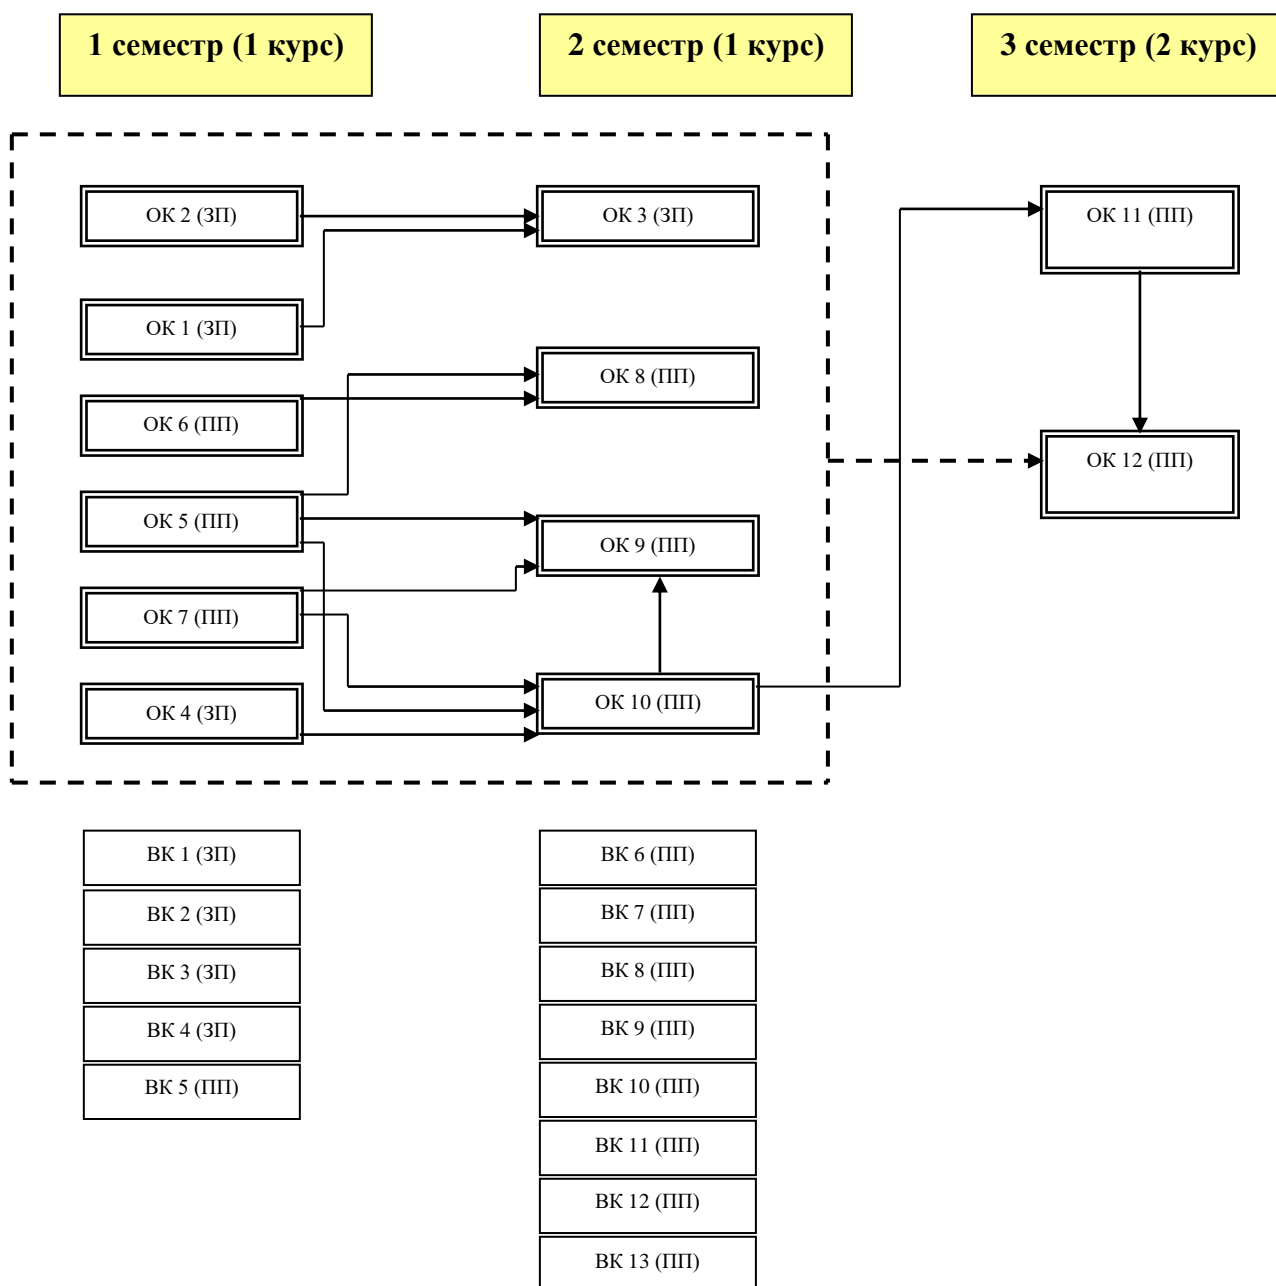 1 семестр (1 курс)
2 семестр (1 курс)
3 семестр (2 курс)
ОК 2 (ЗП)
ОК 3 (ЗП)
ОК 11 (ПП)
ОК 1 (ЗП)
ОК 8 (ПП)
ОК 6 (ПП)
ОК 12 (ПП)
ОК 5 (ПП)
ОК 9 (ПП)
ОК 7 (ПП)
ОК 10 (ПП)
ОК 4 (ЗП)
ВК 1 (ЗП)
ВК 6 (ПП)
ВК 2 (ЗП)
ВК 7 (ПП)
ВК 3 (ЗП)
ВК 8 (ПП)
ВК 4 (ЗП)
ВК 9 (ПП)
ВК 5 (ПП)
ВК 10 (ПП)
ВК 11 (ПП)
ВК 12 (ПП)
ВК 13 (ПП)